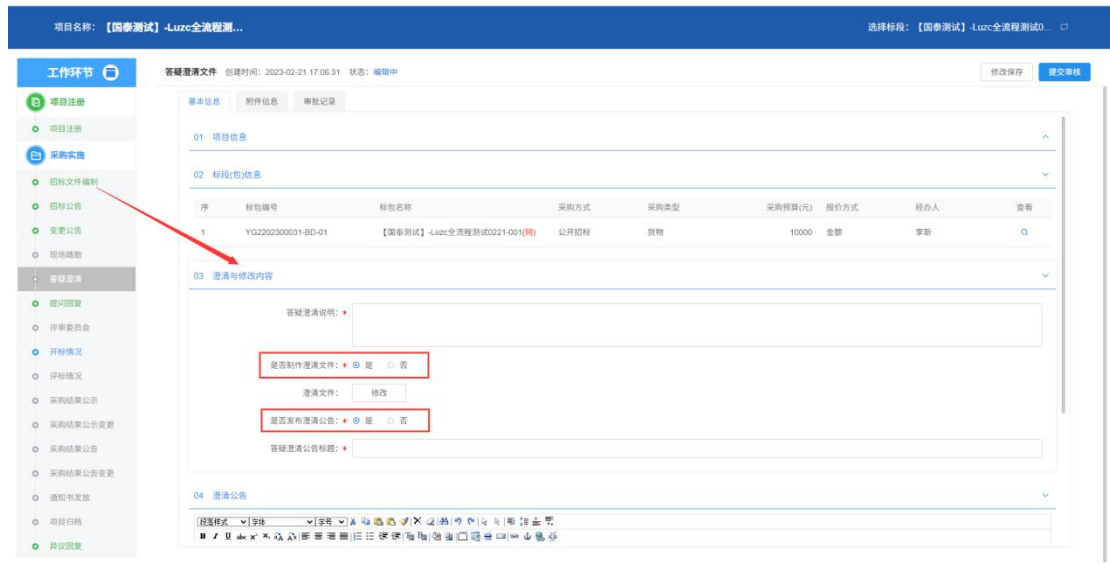 项目名称：【国泰测试】-Luzc全流程测...
选择标段：【国泰测试】-Luzc全流程测试0...
工作环节
答疑澄清文件 创建时间：2023-02-21 17:06:31 状态：编辑中
修改保存
提交审核
项目注册
项目注册
采购实施
招标文件编制
招标公告
变更公告
现场踏勘
答疑澄清
提问回复
评审委员会
开标情况
评标情况
采购结果公示
采购结果公示变更
采购结果公告
采购结果公告变更
通知书发放
项目归档
异议回复
基本信息 附件信息 审批记录
01 项目信息
02 标段(包)信息
序 标包编号 标包名称 采购方式 采购类型 采购预算(元) 报价方式 经办人 查看
1 YG2202300031-BD-01 【国泰测试】-Luzc全流程测试0221-001(网) 公开招标 货物 10000 金额 李斯
03 澄清与修改内容
答疑澄清说明：*
是否制作澄清文件：* 是 否
澄清文件： 修改
是否发布澄清公告：* 是 否
答疑澄清公告标题：*
04 澄清公告
段落样式 字体 字号